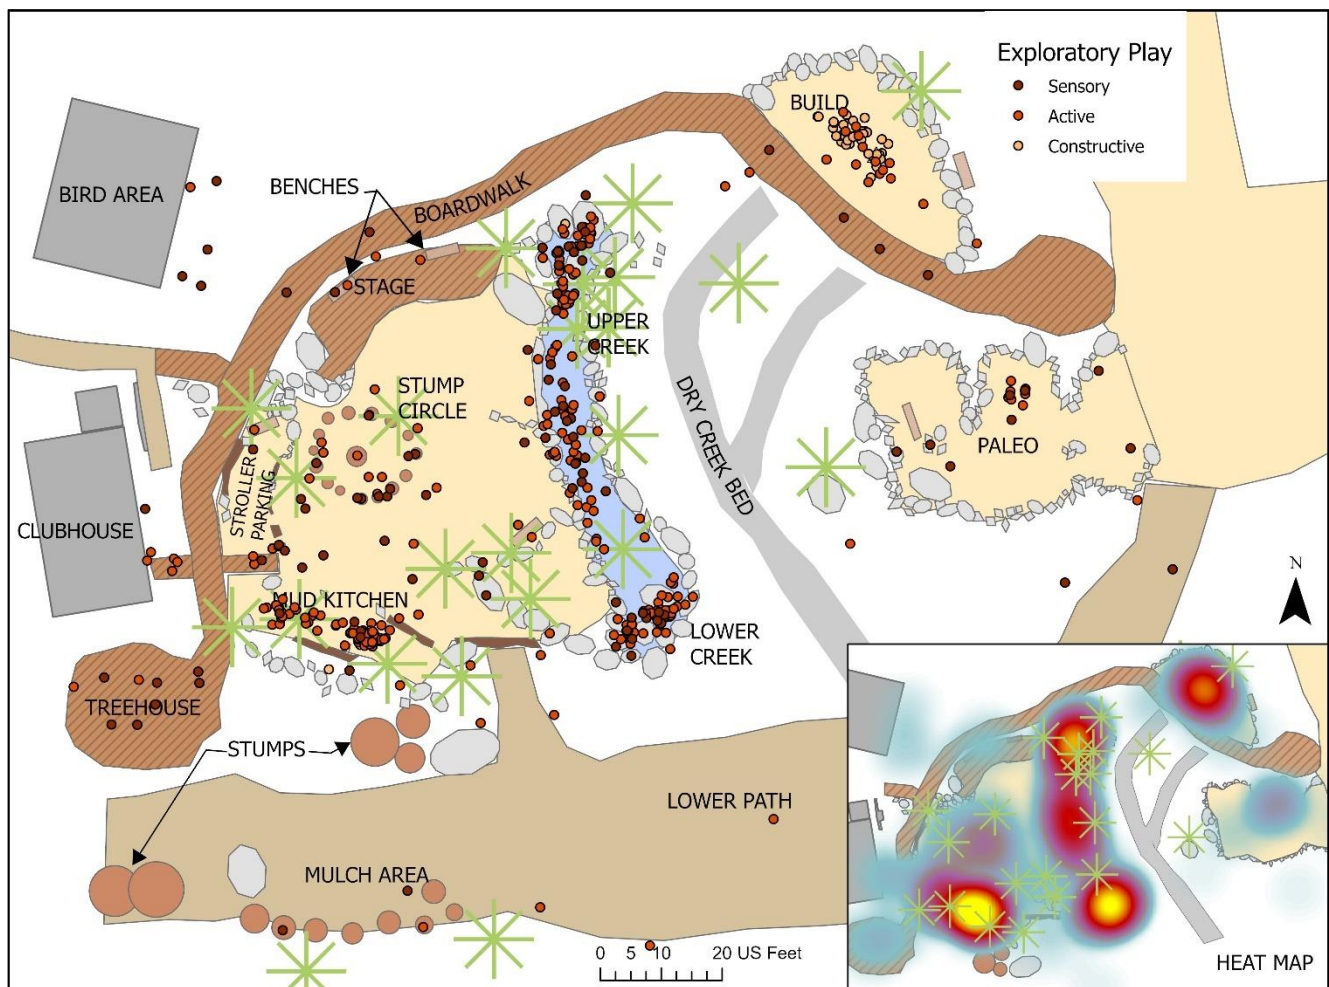 Exploratory Play
Sensory
Active
Constructive
BUILD
BIRD AREA
BENCHES
BOARDWALK
STAGE
UPPER
CREEK
STUMP
CIRCLE
DRY CREEK BED
PALEO
STROLLER
PARKING
CLUBHOUSE
MUD KITCHEN
LOWER
CREEK
N
TREEHOUSE
STUMPS
LOWER PATH
MULCH AREA
0 5 10 20 US Feet
HEAT MAP